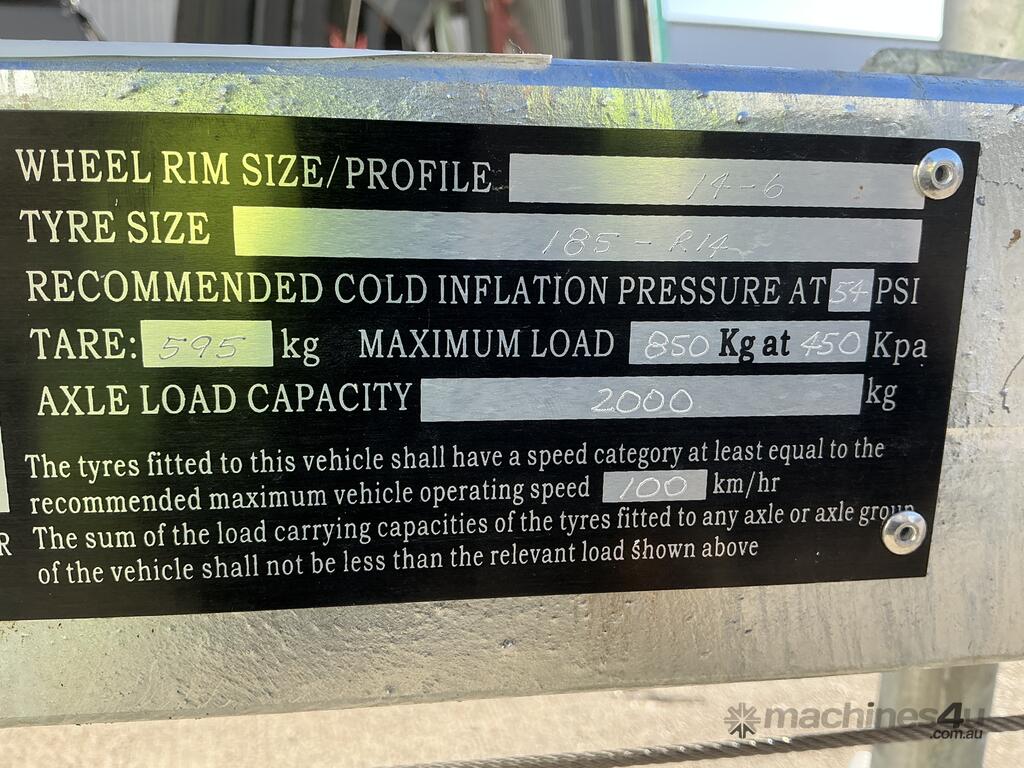 WHEEL RIM SIZE/PROFILE 14-6
TYRE SIZE 185-R14
RECOMMENDED COLD INFLATION PRESSURE AT 54 PSI
TARE: 595 kg MAXIMUM LOAD 850 Kg at 450 Kpa
AXLE LOAD CAPACITY 2000 kg
The tyres fitted to this vehicle shall have a speed category at least equal to the
recommended maximum vehicle operating speed 100 km/hr
R The sum of the load carrying capacities of the tyres fitted to any axle or axle group
of the vehicle shall not be less than the relevant load shown above
machines4u
.com.au